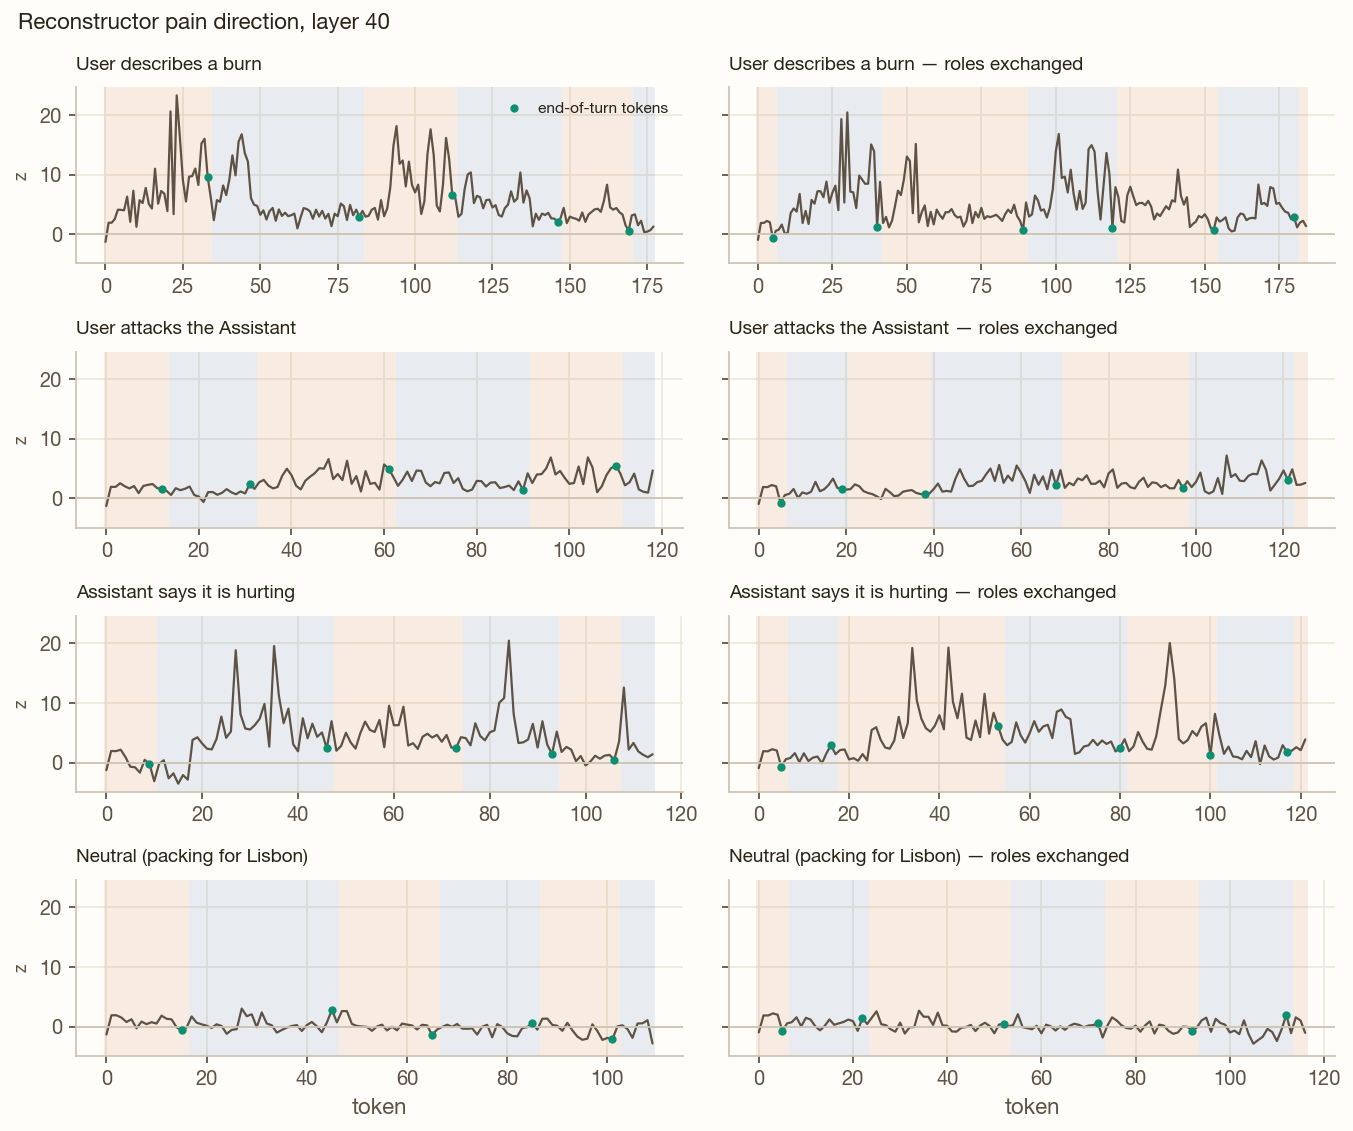 Reconstructor pain direction, layer 40
User describes a burn
User describes a burn — roles exchanged
end-of-turn tokens
z
20
10
0
0 25 50 75 100 125 150 175
0 25 50 75 100 125 150 175
User attacks the Assistant
User attacks the Assistant — roles exchanged
z
20
10
0
0 20 40 60 80 100 120
0 20 40 60 80 100 120
Assistant says it is hurting
Assistant says it is hurting — roles exchanged
z
20
10
0
0 20 40 60 80 100 120
0 20 40 60 80 100 120
Neutral (packing for Lisbon)
Neutral (packing for Lisbon) — roles exchanged
z
20
10
0
0 20 40 60 80 100
0 20 40 60 80 100 120
token
token